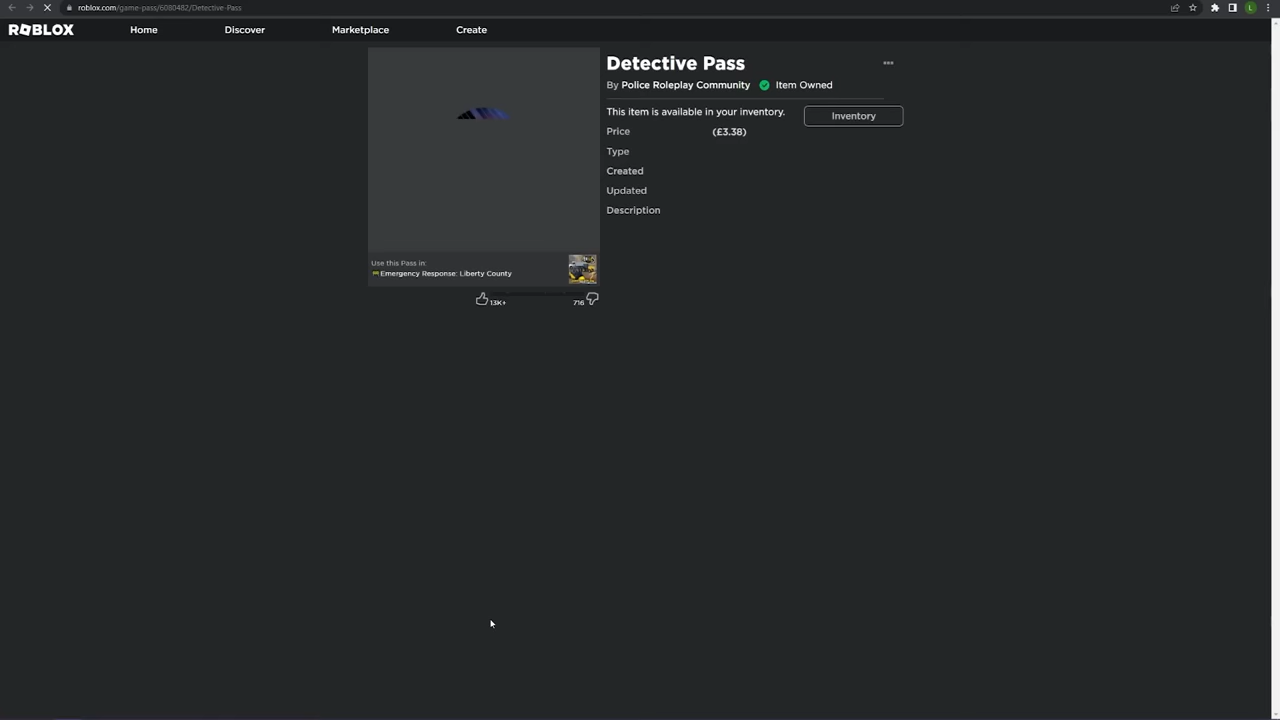 roblox.com/game-pass/6080482/Detective-Pass
L
ROBLOX Home Discover Marketplace Create
Detective Pass
By Police Roleplay Community Item Owned
This item is available in your inventory. Inventory
Price (£3.38)
Type
Created
Updated
Description
Use this Pass in:
Emergency Response: Liberty County
13K+ 716